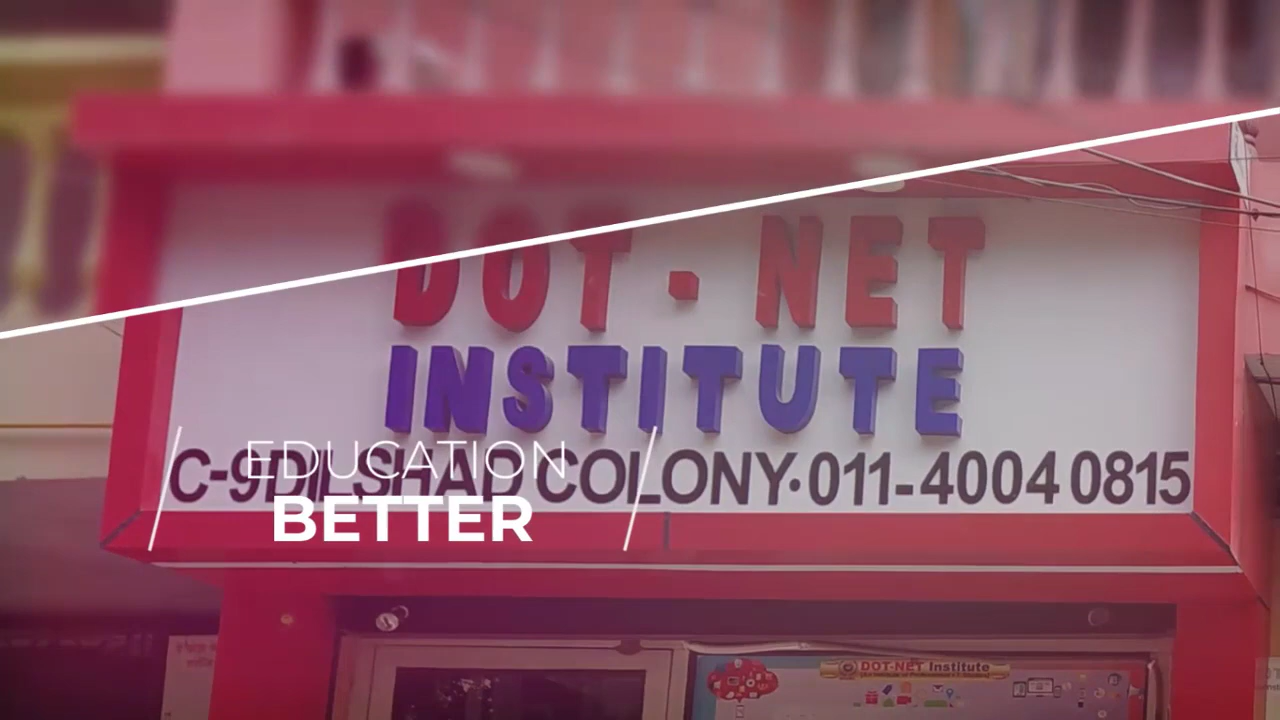 DOT·NET
INSTITUTE
C-9 DILSHAD COLONY·011-4004 0815
EDUCATION
BETTER
DOT-NET Institute